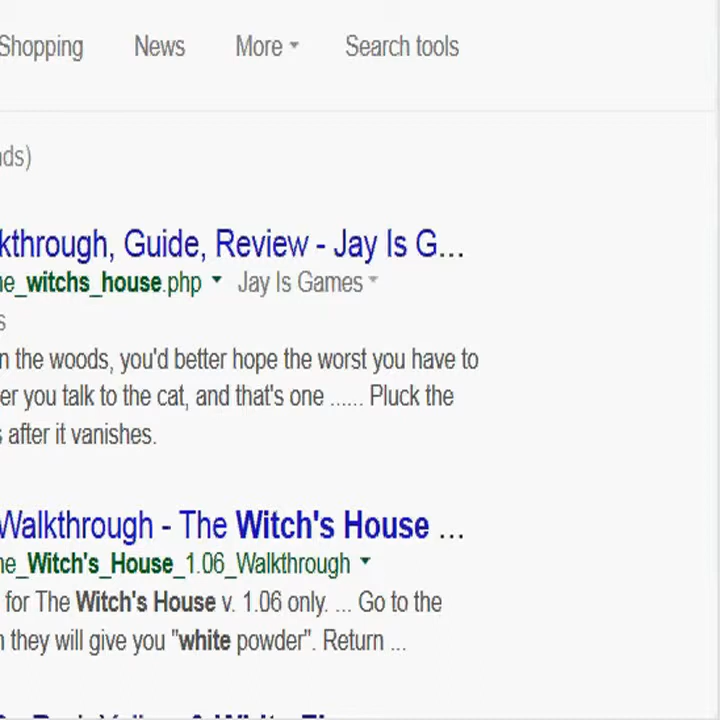 Shopping News More Search tools
nds)
kthrough, Guide, Review - Jay Is G...
he_witchs_house.php Jay Is Games
s
n the woods, you'd better hope the worst you have to
er you talk to the cat, and that's one ...... Pluck the
s after it vanishes.
Walkthrough - The Witch's House ...
he_Witch's_House_1.06_Walkthrough
for The Witch's House v. 1.06 only. ... Go to the
n they will give you "white powder". Return ...